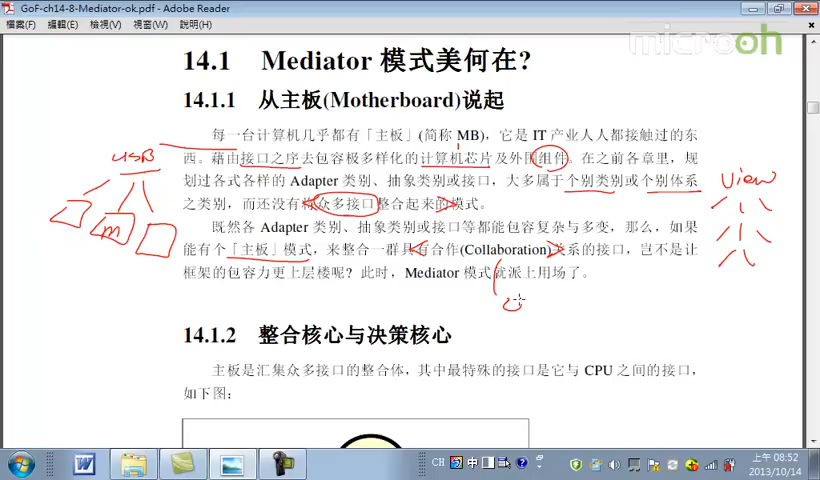 GoF-ch14-8-Mediator-ok.pdf - Adobe Reader
檔案(F) 編輯(E) 檢視(V) 視窗(W) 說明(H)
microoh
14.1 Mediator 模式美何在?
14.1.1 从主板(Motherboard)说起
每一台计算机几乎都有「主板」(简称 MB)，它是 IT 产业人人都接触过的东
西。藉由接口之序去包容极多样化的计算机芯片及外围组件。在之前各章里，规
划过各式各样的 Adapter 类别、抽象类别或接口，大多属于个别类别或个别体系
之类别，而还没有将众多接口整合起来的模式。
既然各 Adapter 类别、抽象类别或接口等都能包容复杂与多变，那么，如果
能有个「主板」模式，来整合一群具有合作(Collaboration)关系的接口，岂不是让
框架的包容力更上层楼呢? 此时，Mediator 模式就派上用场了。
USB
m
View
14.1.2 整合核心与决策核心
主板是汇集众多接口的整合体，其中最特殊的接口是它与 CPU 之间的接口，
如下图:
CH 中
上午 08:52
2013/10/14